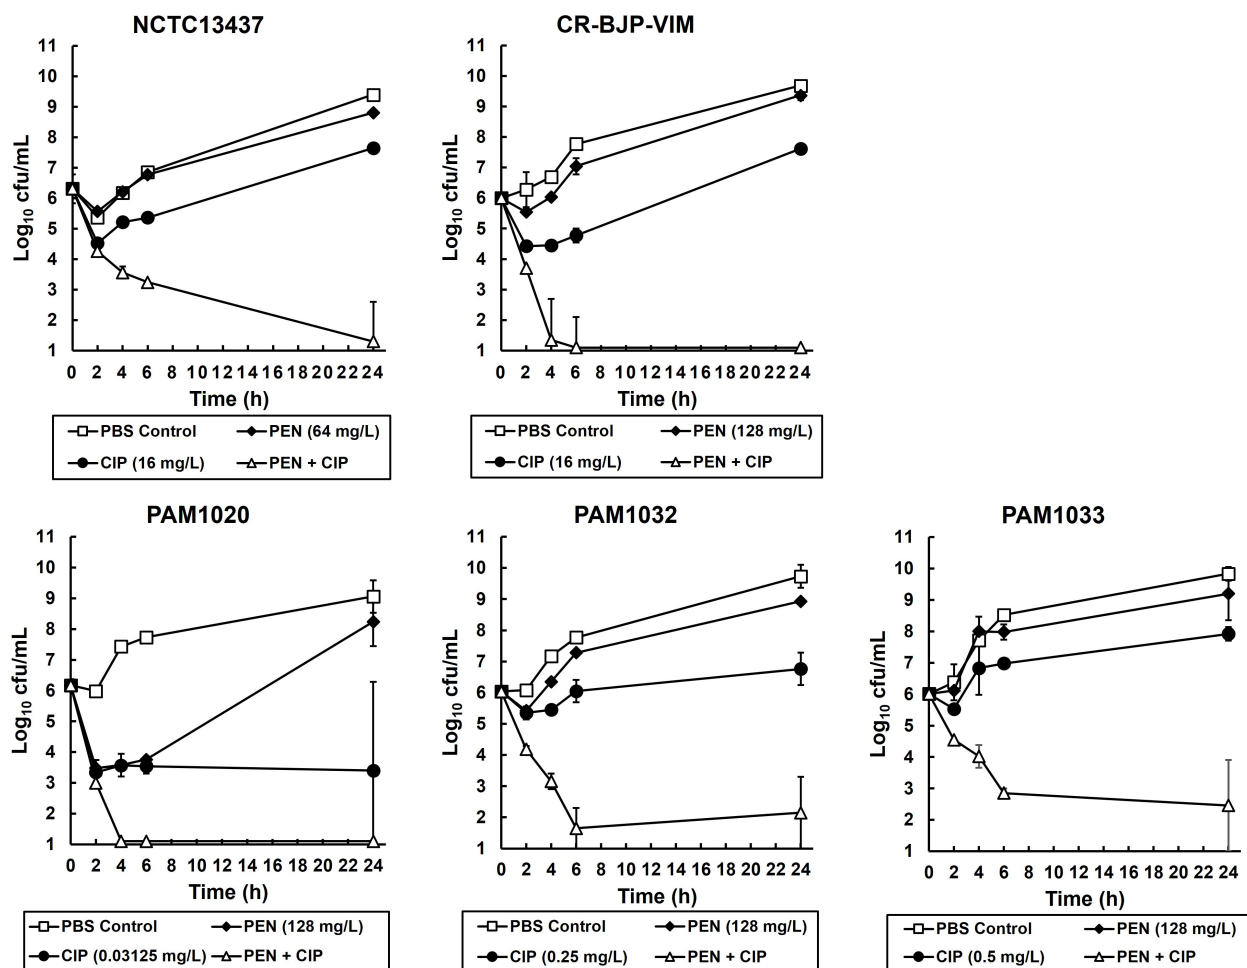 NCTC13437
11
10
9
8
7
6
5
4
3
2
1
Log10 cfu/mL
0 2 4 6 8 10 12 14 16 18 20 22 24
Time (h)
PBS Control PEN (64 mg/L)
CIP (16 mg/L) PEN + CIP
CR-BJP-VIM
11
10
9
8
7
6
5
4
3
2
1
Log10 cfu/mL
0 2 4 6 8 10 12 14 16 18 20 22 24
Time (h)
PBS Control PEN (128 mg/L)
CIP (16 mg/L) PEN + CIP
PAM1020
11
10
9
8
7
6
5
4
3
2
1
Log10 cfu/mL
0 2 4 6 8 10 12 14 16 18 20 22 24
Time (h)
PBS Control PEN (128 mg/L)
CIP (0.03125 mg/L) PEN + CIP
PAM1032
11
10
9
8
7
6
5
4
3
2
1
Log10 cfu/mL
0 2 4 6 8 10 12 14 16 18 20 22 24
Time (h)
PBS Control PEN (128 mg/L)
CIP (0.25 mg/L) PEN + CIP
PAM1033
11
10
9
8
7
6
5
4
3
2
1
Log10 cfu/mL
0 2 4 6 8 10 12 14 16 18 20 22 24
Time (h)
PBS Control PEN (128 mg/L)
CIP (0.5 mg/L) PEN + CIP